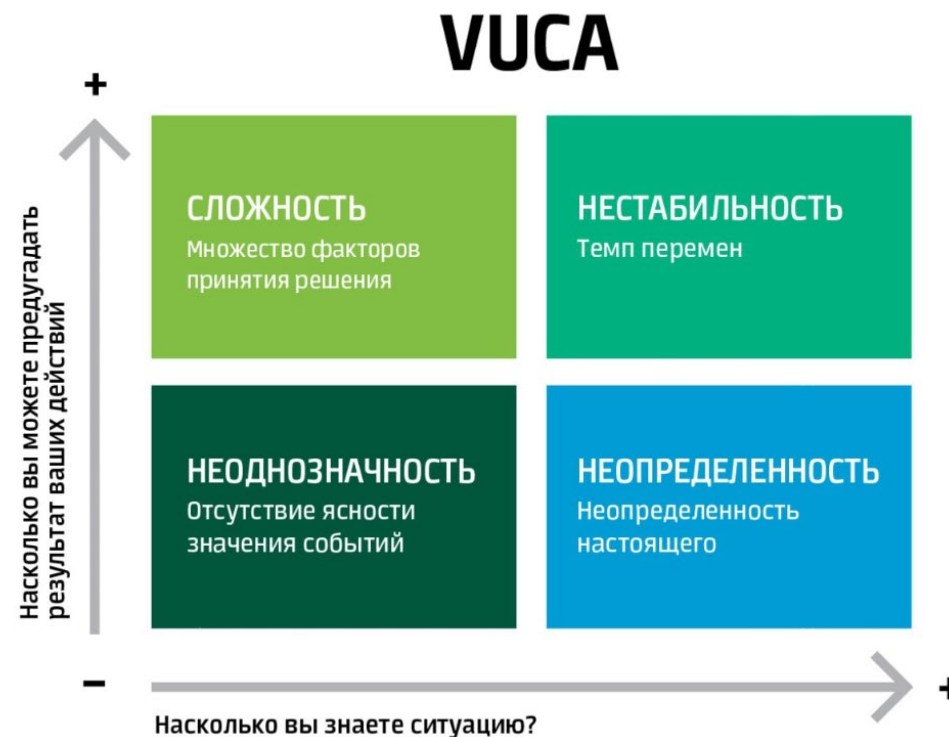 VUCA
+
Насколько вы можете предугадать
результат ваших действий
СЛОЖНОСТЬ
Множество факторов
принятия решения
НЕСТАБИЛЬНОСТЬ
Темп перемен
НЕОДНОЗНАЧНОСТЬ
Отсутствие ясности
значения событий
НЕОПРЕДЕЛЕННОСТЬ
Неопределенность
настоящего
–
+
Насколько вы знаете ситуацию?